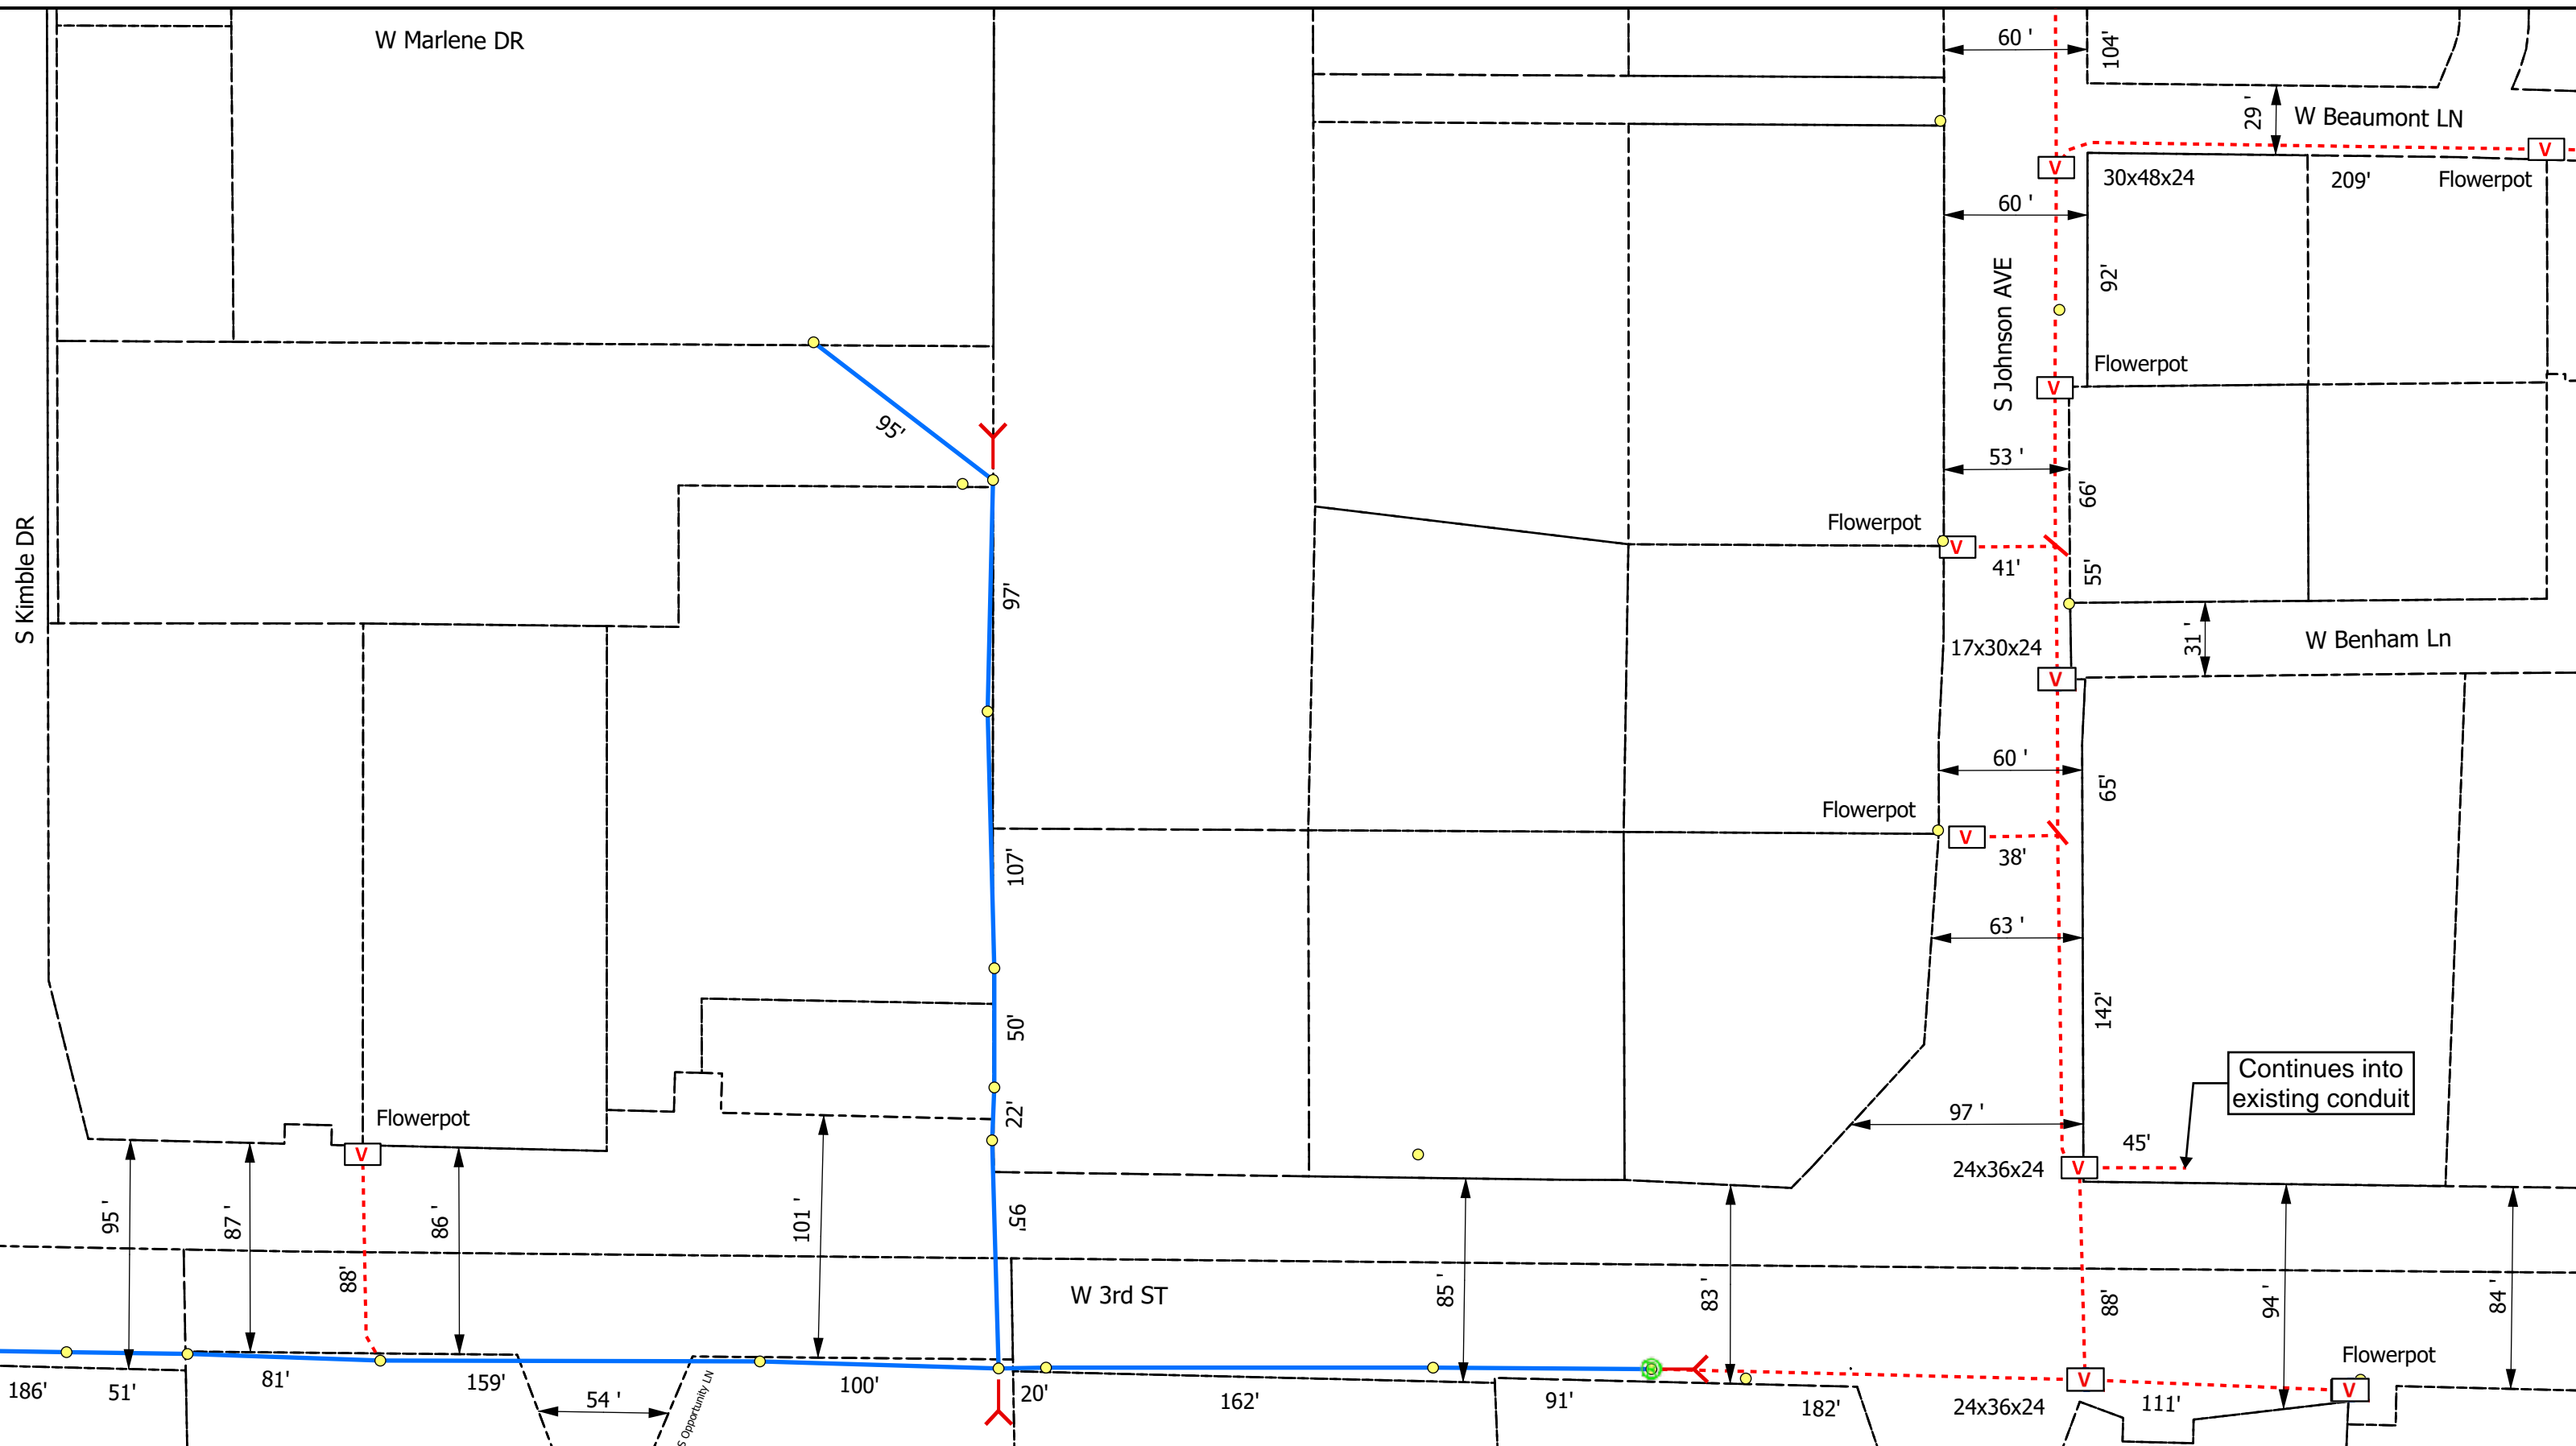 W Marlene DR
60 '
104'
29 '
W Beaumont LN
V
V
30x48x24
209'
Flowerpot
60 '
92'
S Johnson AVE
Flowerpot
V
95'
53 '
66'
Flowerpot
V
41'
55'
S Kimble DR
97'
17x30x24
31 '
W Benham Ln
V
60 '
65'
Flowerpot
V
38'
107'
63 '
142'
50'
Continues into
existing conduit
22'
Flowerpot
V
97 '
45'
24x36x24
V
95 '
87 '
86 '
101 '
95'
88'
W 3rd ST
85 '
83 '
88'
94 '
84 '
Flowerpot
V
V
186'
51'
81'
159'
54 '
S Opportunity LN
100'
20'
162'
91'
182'
24x36x24
111'